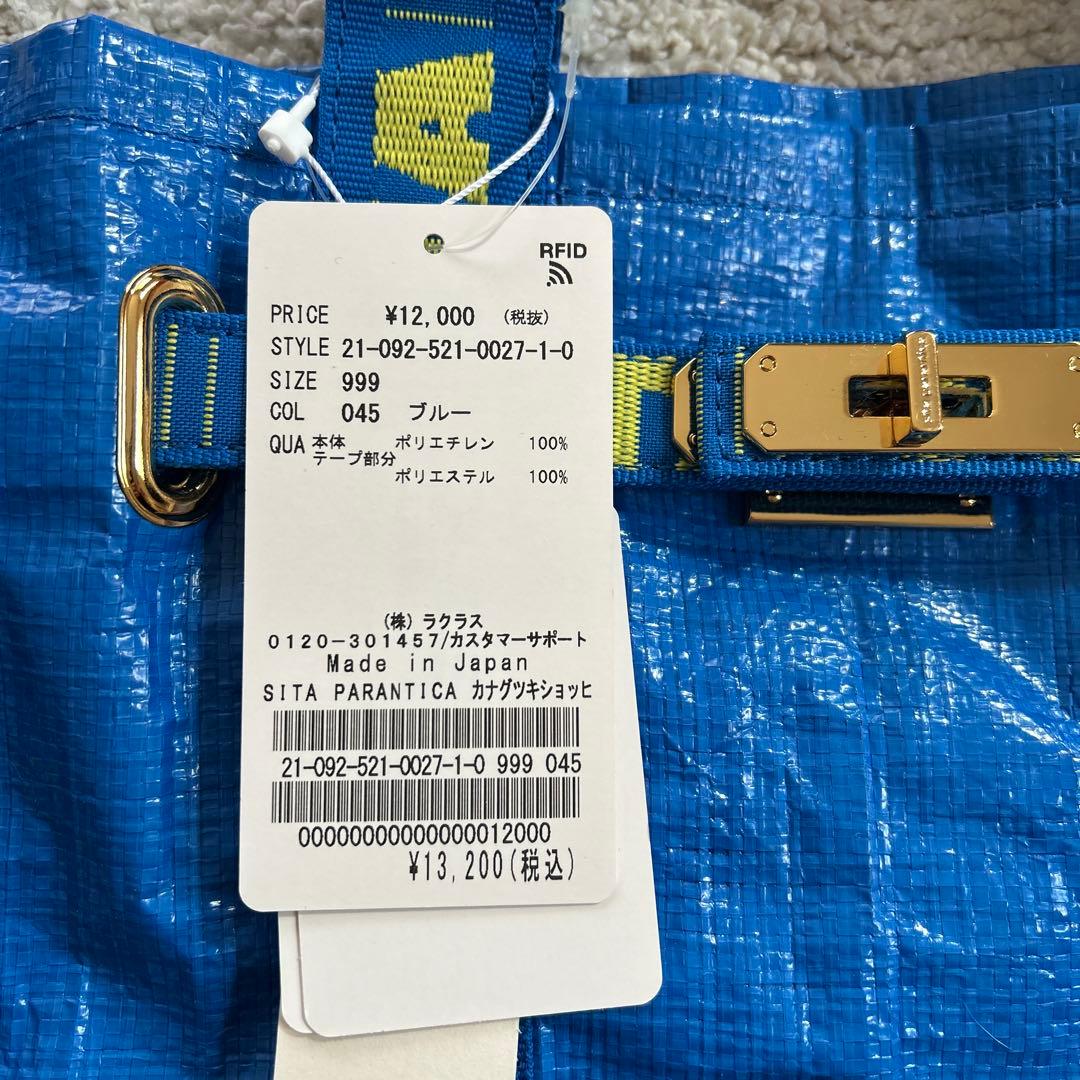 A
RFID
PRICE ¥12,000 (税抜)
STYLE 21-092-521-0027-1-0
SIZE 999
COL 045 ブルー
QUA 本体 ポリエチレン 100%
テープ部分
ポリエステル 100%
(株) ラクラス
0120-301457/カスタマーサポート
Made in Japan
SITA PARANTICA カナグツキショッヒ
21-092-521-0027-1-0 999 045
00000000000000012000
¥13,200(税込)
sita parantica